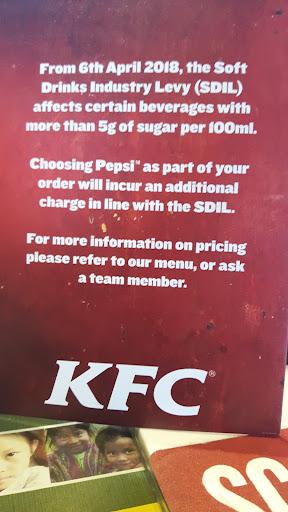 From 6th April 2018, the Soft
Drinks Industry Levy (SDIL)
affects certain beverages with
more than 5g of sugar per 100ml.
Choosing Pepsi™ as part of your
order will incur an additional
charge in line with the SDIL.
For more information on pricing
please refer to our menu, or ask
a team member.
KFC®
SC